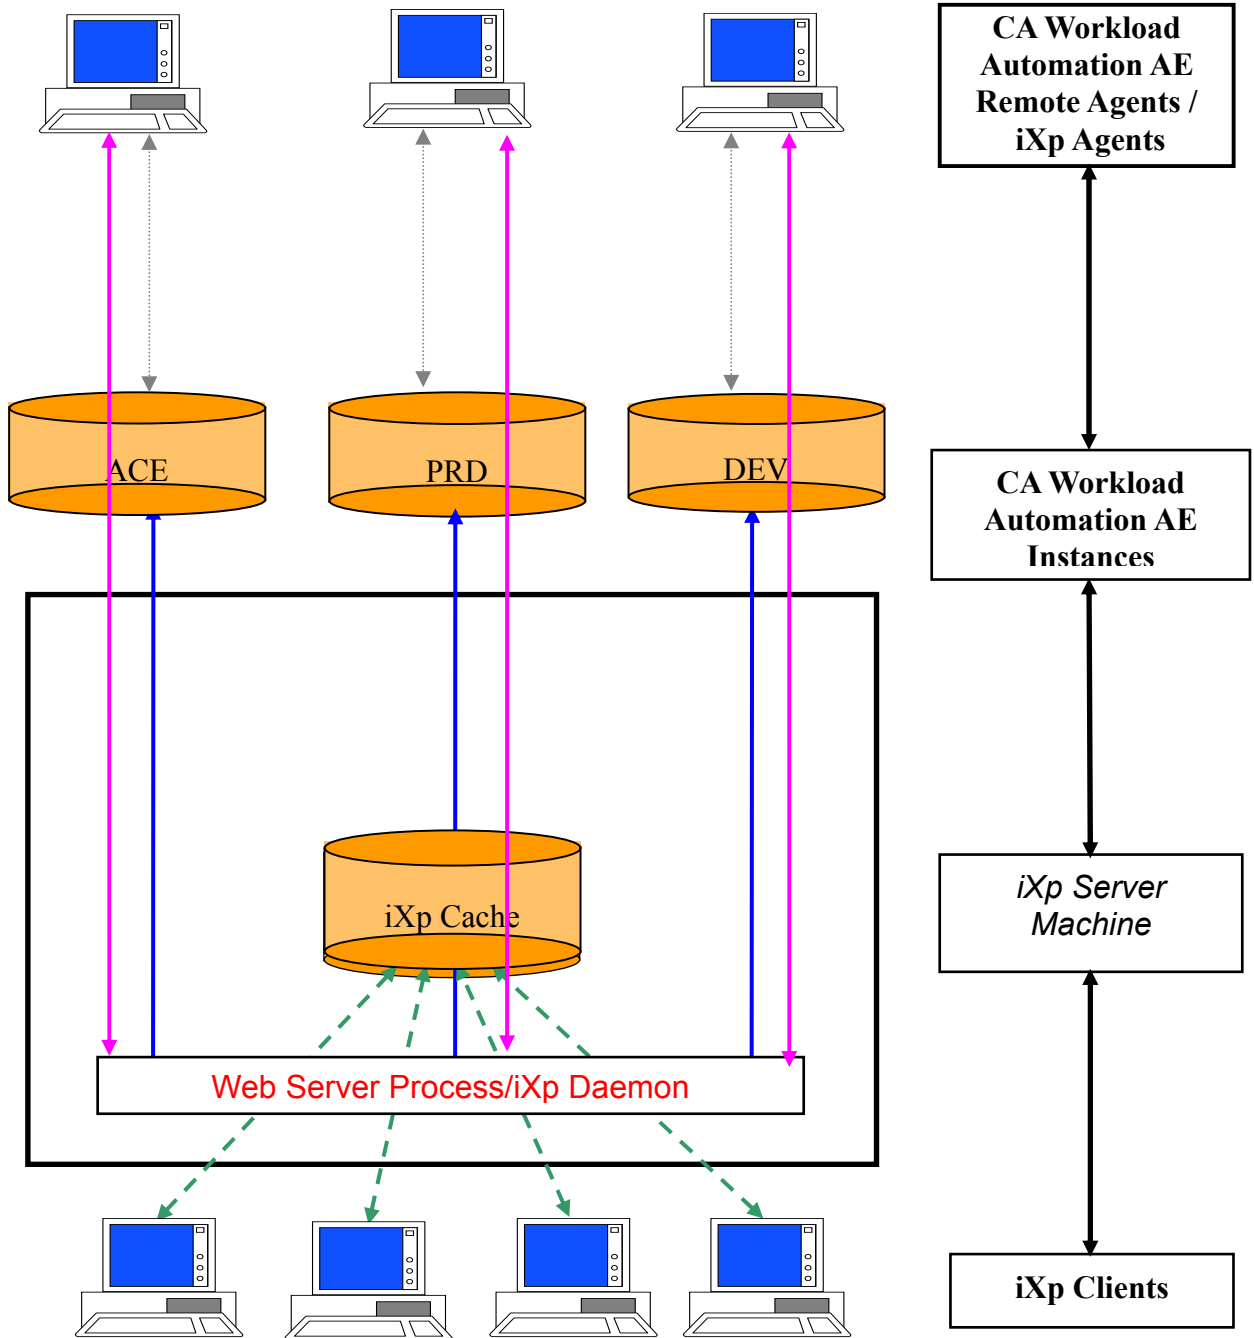 CA Workload
Automation AE
Remote Agents /
iXp Agents
ACE
PRD
DEV
CA Workload
Automation AE
Instances
iXp Cache
iXp Server
Machine
Web Server Process/iXp Daemon
iXp Clients